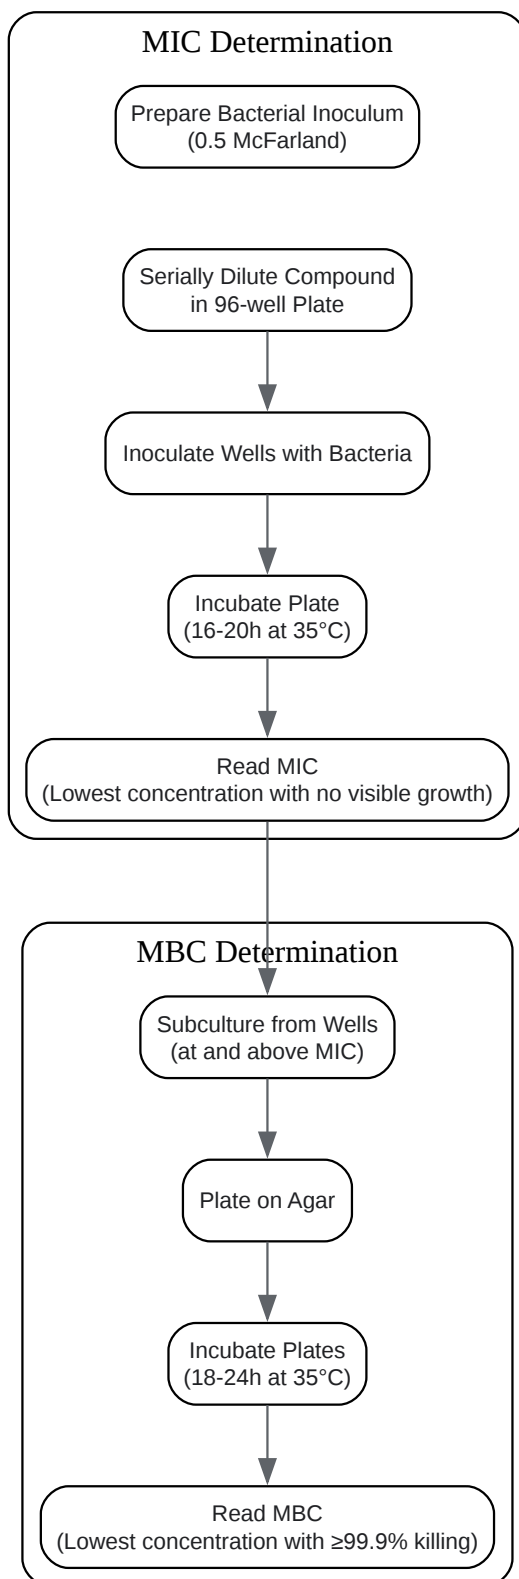 MIC Determination
Prepare Bacterial Inoculum
(0.5 McFarland)
Serially Dilute Compound
in 96-well Plate
Inoculate Wells with Bacteria
Incubate Plate
(16-20h at 35°C)
Read MIC
(Lowest concentration with no visible growth)
MBC Determination
Subculture from Wells
(at and above MIC)
Plate on Agar
Incubate Plates
(18-24h at 35°C)
Read MBC
(Lowest concentration with ≥99.9% killing)